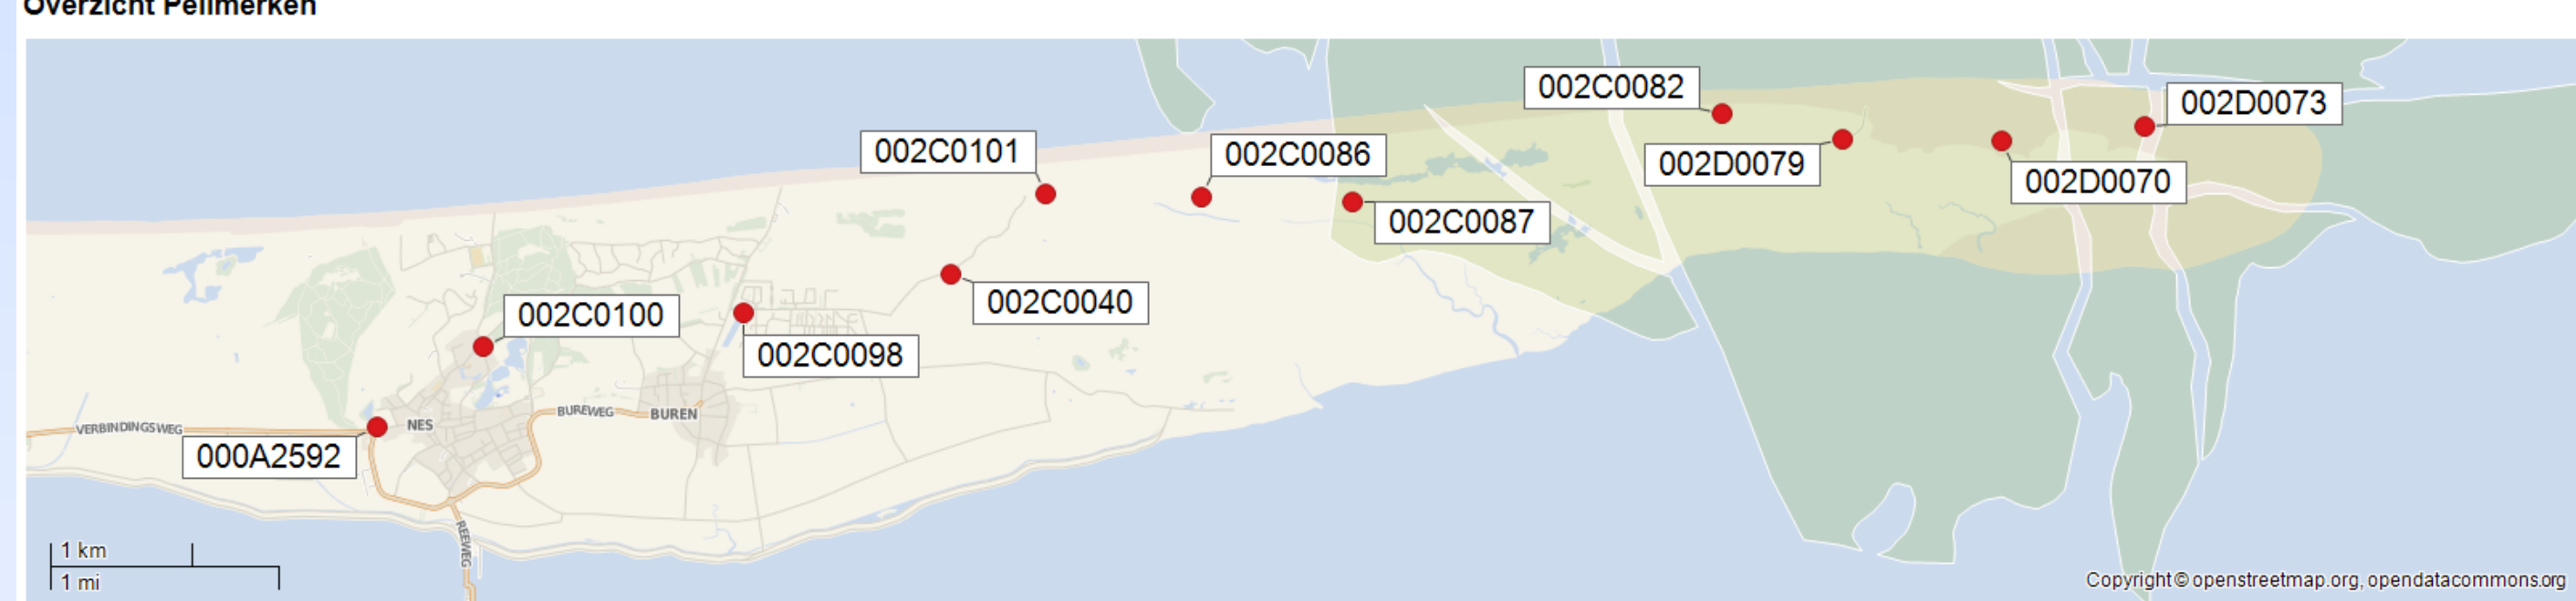 Overzicht Peilmerken
002C0082
002D0073
002C0101
002C0086
002D0079
002D0070
002C0087
002C0040
002C0100
002C0098
BUREWEG
BUREN
NES
VERBINDINGSWEG
000A2592
REEWEG
1 km
1 mi
Copyright © openstreetmap.org, opendatacommons.org